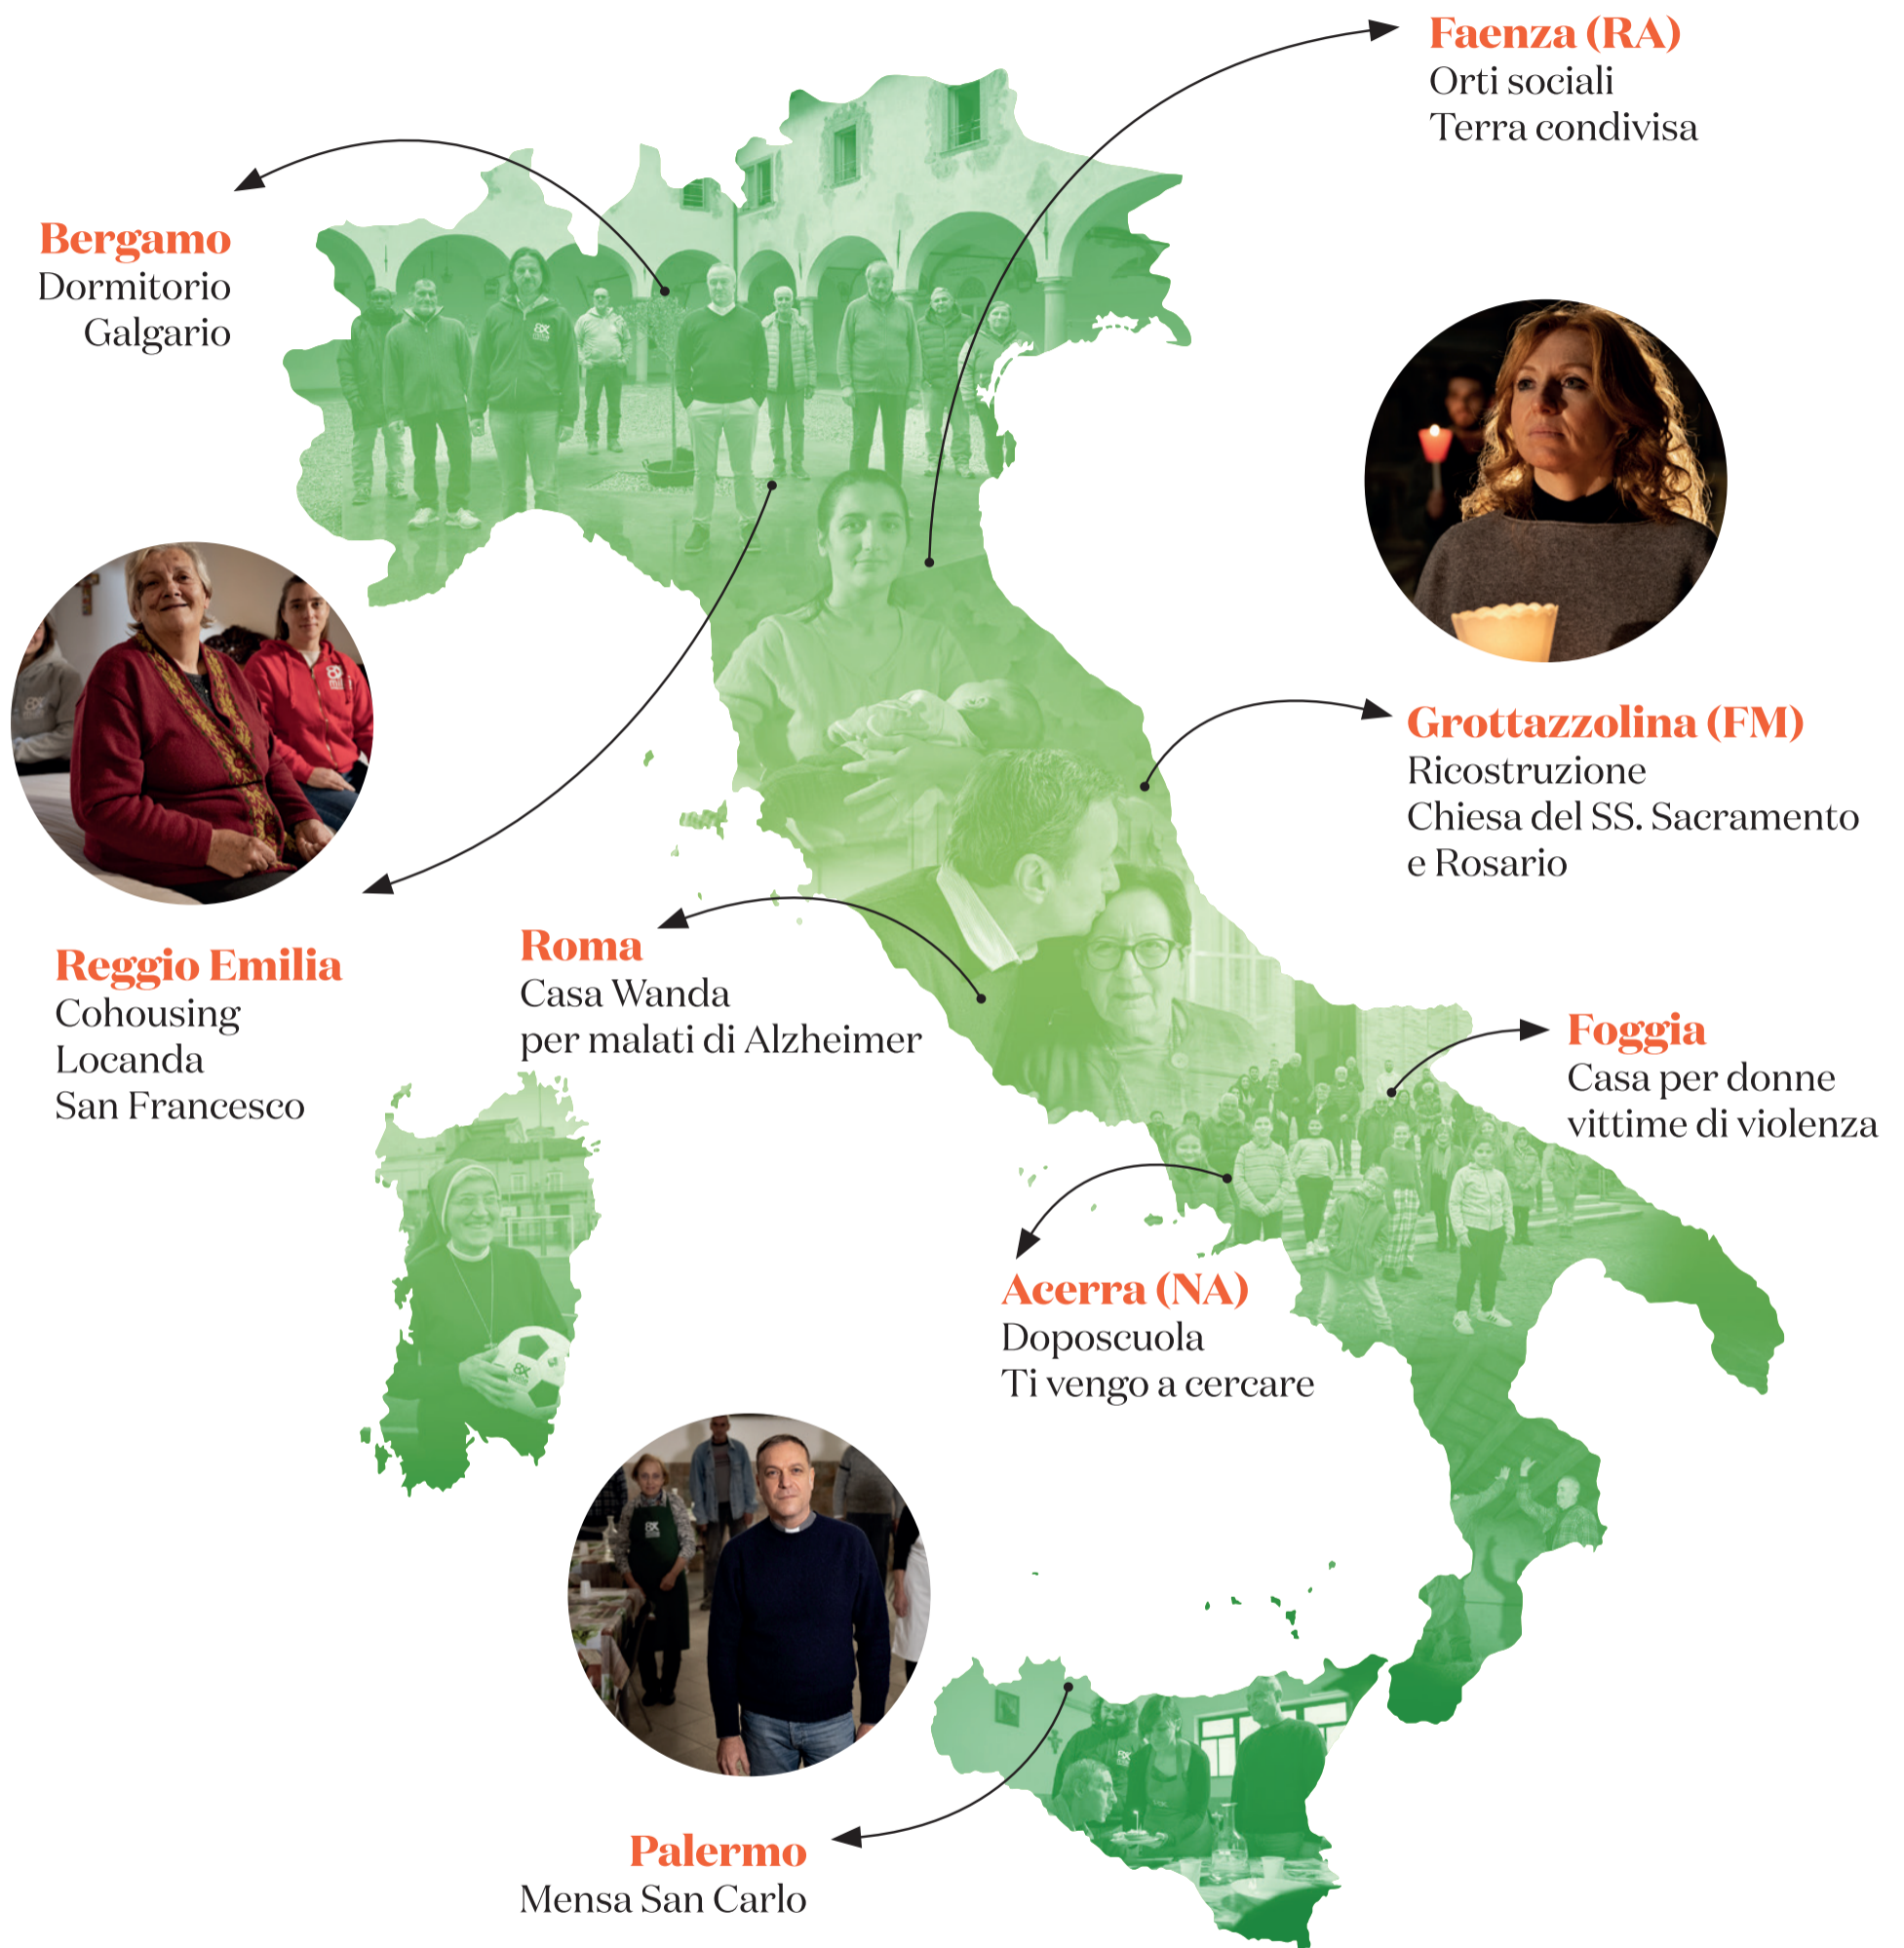 Faenza (RA)
Orti sociali
Terra condivisa
Bergamo
Dormitorio
Galgario
Grottazzolina (FM)
Ricostruzione
Chiesa del SS. Sacramento
e Rosario
Reggio Emilia
Cohousing
Locanda
San Francesco
Roma
Casa Wanda
per malati di Alzheimer
Foggia
Casa per donne
vittime di violenza
Acerra (NA)
Doposcuola
Ti vengo a cercare
Palermo
Mensa San Carlo